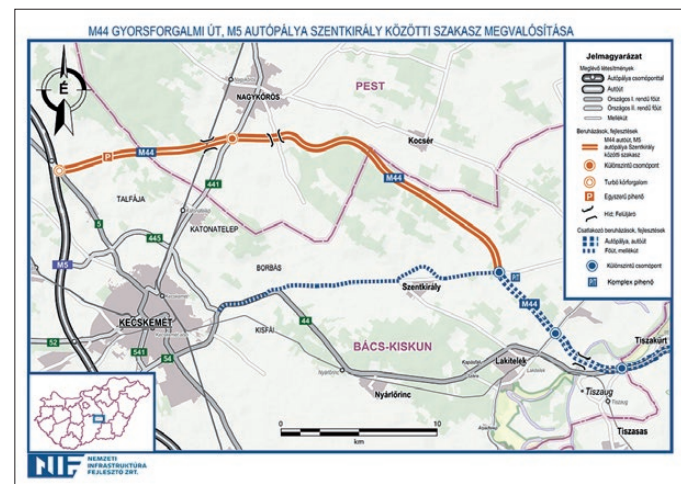 M44 GYORSFORGALMI ÚT, M5 AUTÓPÁLYA SZENTKIRÁLY KÖZÖTTI SZAKASZ MEGVALÓSÍTÁSA
É
NAGYKŐRÖS
PEST
Kocsér
M44
M44
441
TALFÁJA
KATONATELEP
5
445
M5
BORBÁS
Szentkirály
KECSKEMÉT
KISFÁI
44
M44
52
541
54
BÁCS-KISKUN
Nyárlőrinc
Nyárlőrinc
Lakitelek
Lakitelek
Tiszakürt
Tiszaug
Tiszaug
Tiszasas
0
10
km
Jelmagyarázat
Meglévő létesítmények
Autópálya csomóponttal
Autóút
Országos I. rendű főút
Országos II. rendű főút
Mellékút
Beruházások, fejlesztések
M44 autóút, M5
autópálya Szentkirály
közötti szakasz
Különszintű csomópont
Turbó körforgalom
P
Egyszerű pihenő
Híd: Felüljáró
Csatlakozó beruházások, fejlesztések
Autópálya, autóút
Főút, mellékút
Különszintű csomópont
Komplex pihenő
NIF
NEMZETI
INFRASTRUKTÚRA
FEJLESZTŐ ZRT.